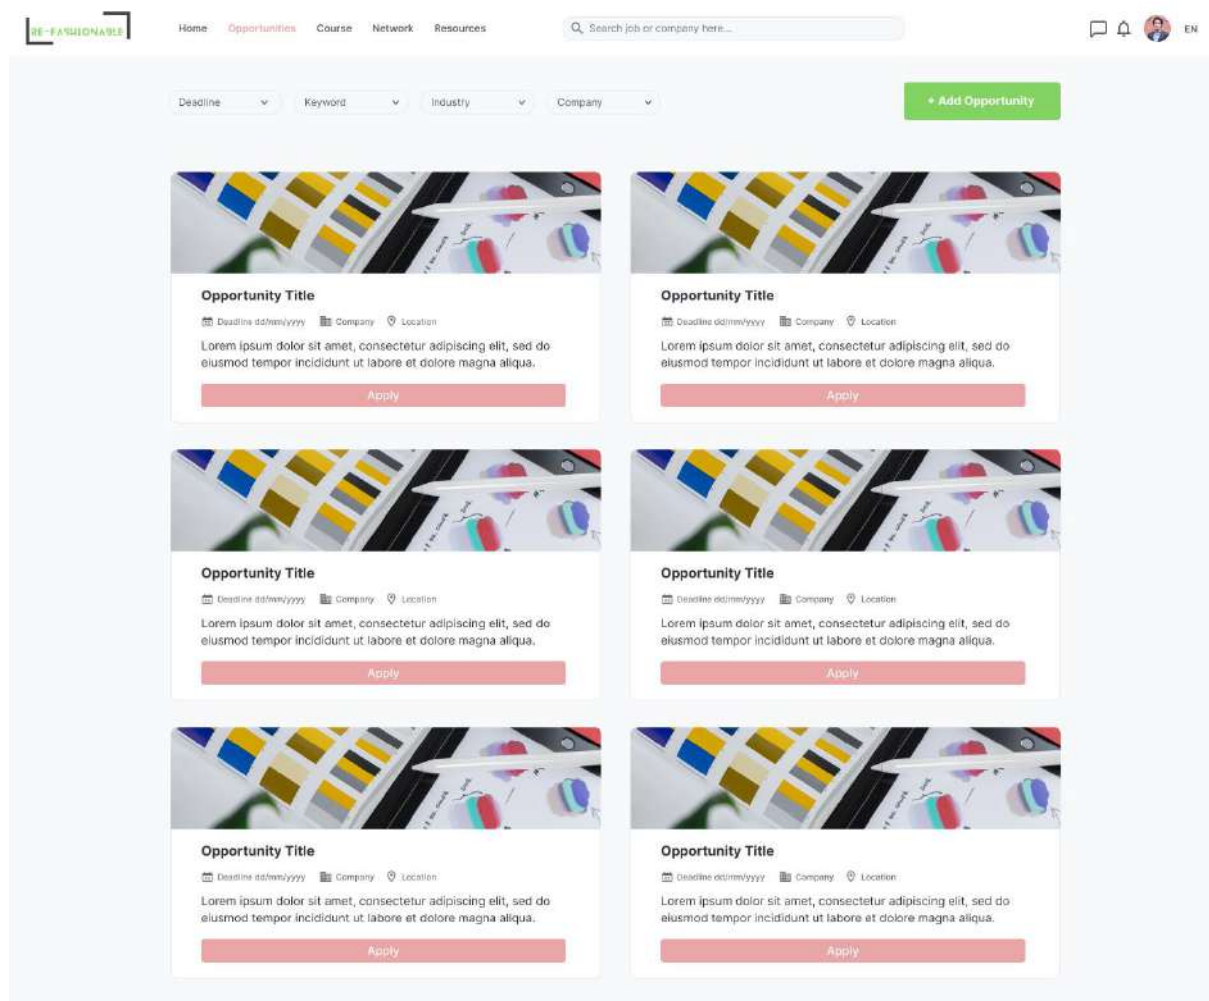 RE-FASHIONABLE
Home Opportunities Course Network Resources
Search job or company here...
EN
Deadline Keyword Industry Company
+ Add Opportunity
Opportunity Title
Deadline dd/mm/yyyy Company Location
Lorem ipsum dolor sit amet, consectetur adipiscing elit, sed do
eiusmod tempor incididunt ut labore et dolore magna aliqua.
Apply
Opportunity Title
Deadline dd/mm/yyyy Company Location
Lorem ipsum dolor sit amet, consectetur adipiscing elit, sed do
eiusmod tempor incididunt ut labore et dolore magna aliqua.
Apply
Opportunity Title
Deadline dd/mm/yyyy Company Location
Lorem ipsum dolor sit amet, consectetur adipiscing elit, sed do
eiusmod tempor incididunt ut labore et dolore magna aliqua.
Apply
Opportunity Title
Deadline dd/mm/yyyy Company Location
Lorem ipsum dolor sit amet, consectetur adipiscing elit, sed do
eiusmod tempor incididunt ut labore et dolore magna aliqua.
Apply
Opportunity Title
Deadline dd/mm/yyyy Company Location
Lorem ipsum dolor sit amet, consectetur adipiscing elit, sed do
eiusmod tempor incididunt ut labore et dolore magna aliqua.
Apply
Opportunity Title
Deadline dd/mm/yyyy Company Location
Lorem ipsum dolor sit amet, consectetur adipiscing elit, sed do
eiusmod tempor incididunt ut labore et dolore magna aliqua.
Apply